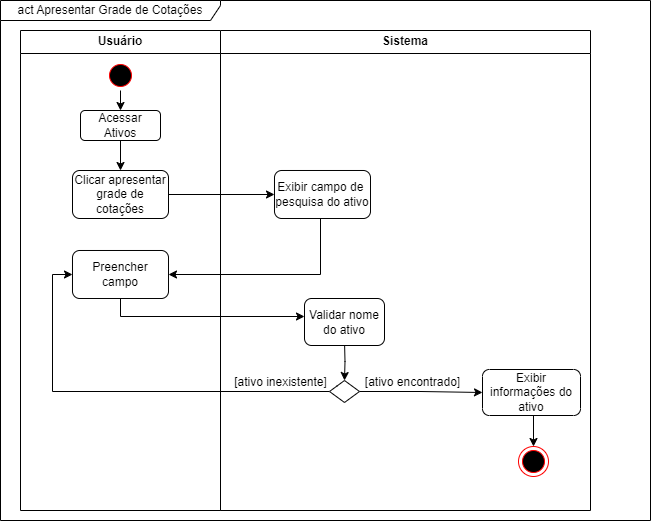 act Apresentar Grade de Cotações
Usuário
Sistema
Acessar
Ativos
Clicar apresentar
grade de
cotações
Exibir campo de
pesquisa do ativo
Preencher
campo
Validar nome
do ativo
[ativo inexistente]
[ativo encontrado]
Exibir
informações do
ativo